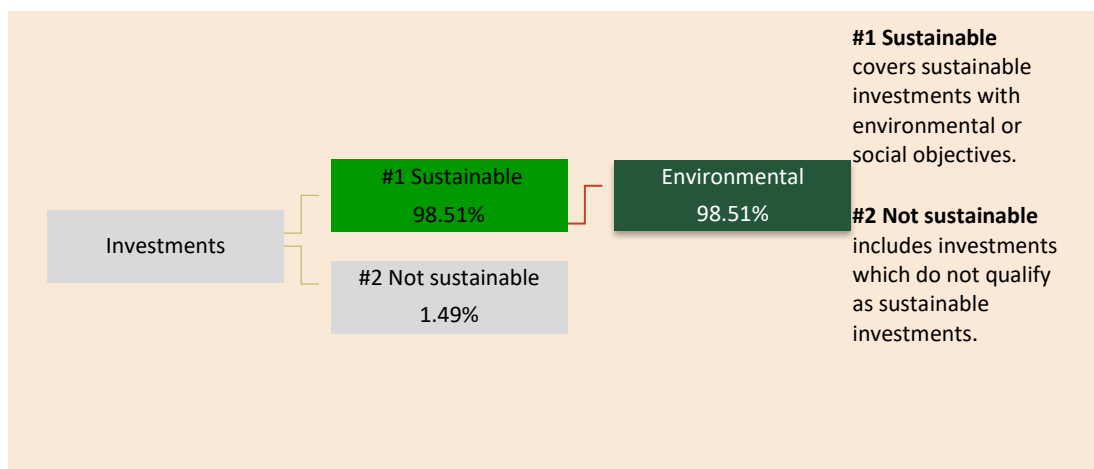 Investments
#1 Sustainable
98.51%
Environmental
98.51%
#2 Not sustainable
1.49%
#1 Sustainable
covers sustainable
investments with
environmental or
social objectives.
#2 Not sustainable
includes investments
which do not qualify
as sustainable
investments.